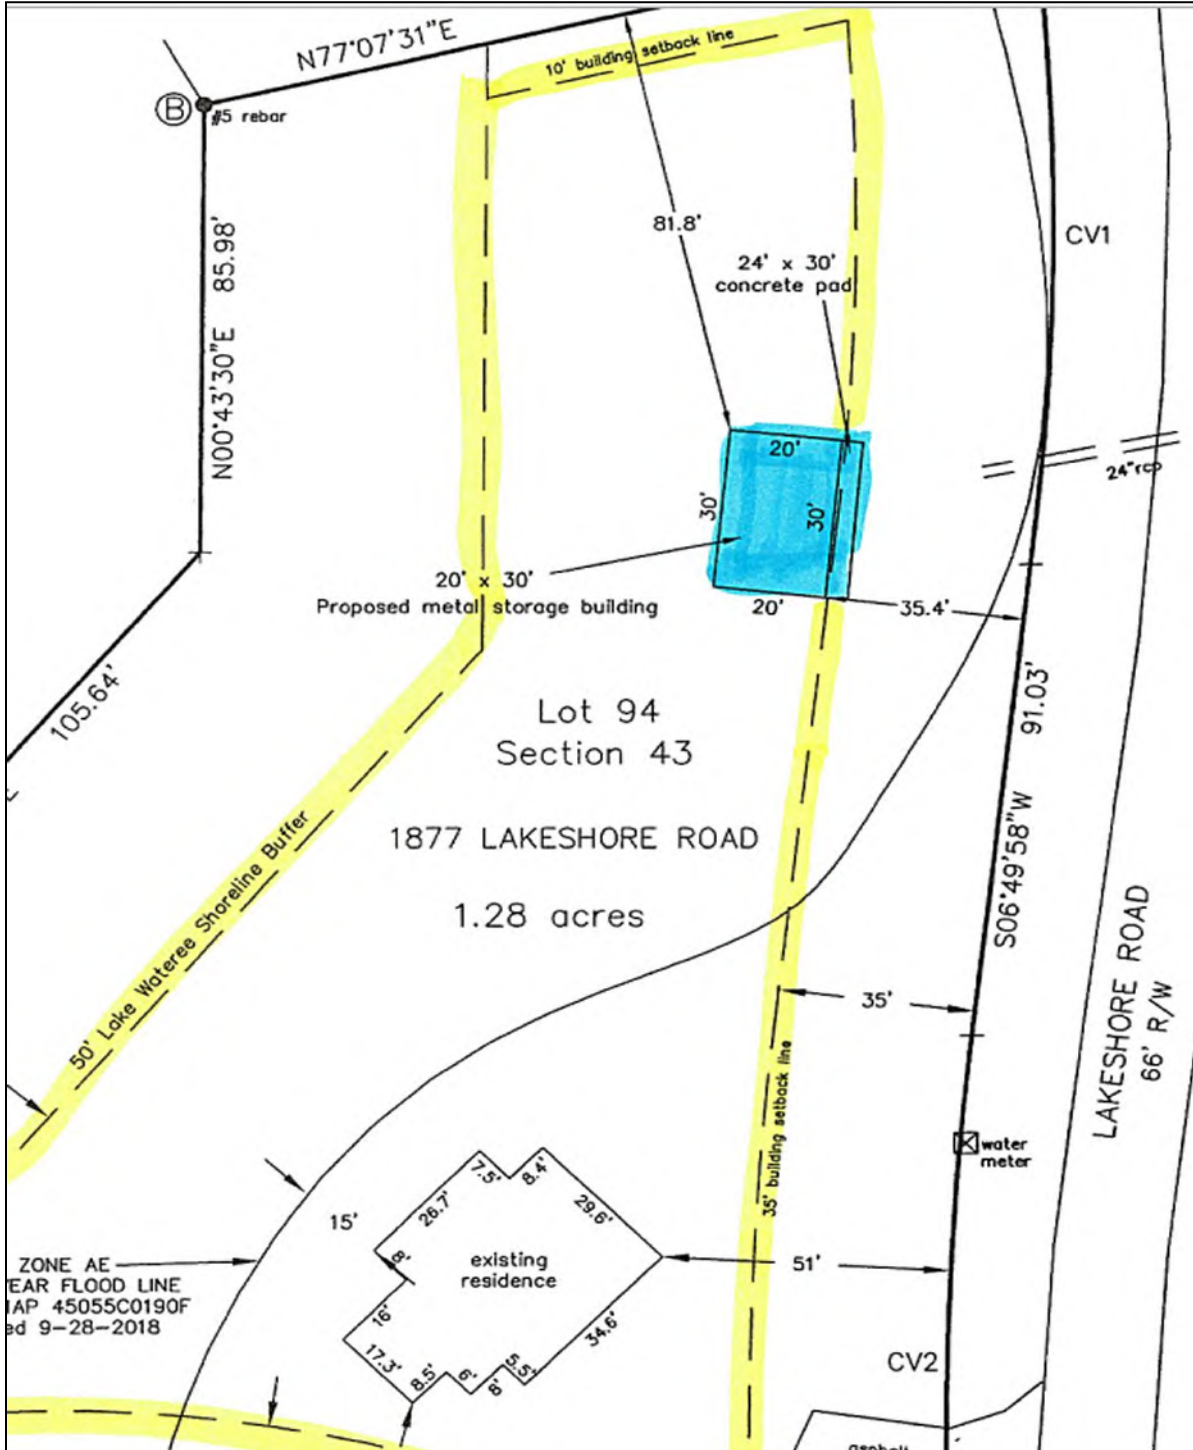 N77°07'31"E
10' building setback line
B
#5 rebar
N00°43'30"E 85.98'
81.8'
24' x 30'
concrete pad
CV1
20'
30'
30'
24"rcp
20' x 30'
Proposed metal storage building
20'
35.4'
105.64'
Lot 94
Section 43
1877 LAKESHORE ROAD
1.28 acres
S06°49'58"W 91.03'
50' Lake Wateree Shoreline Buffer
35'
35' building setback line
LAKESHORE ROAD
66' R/W
water
meter
7.5'
8.4'
26.7'
29.6'
15'
8'
existing
residence
51'
ZONE AE
EAR FLOOD LINE
AP 45055C0190F
ed 9-28-2018
16'
34.6'
17.3'
8.5'
6'
8'
5.5'
CV2